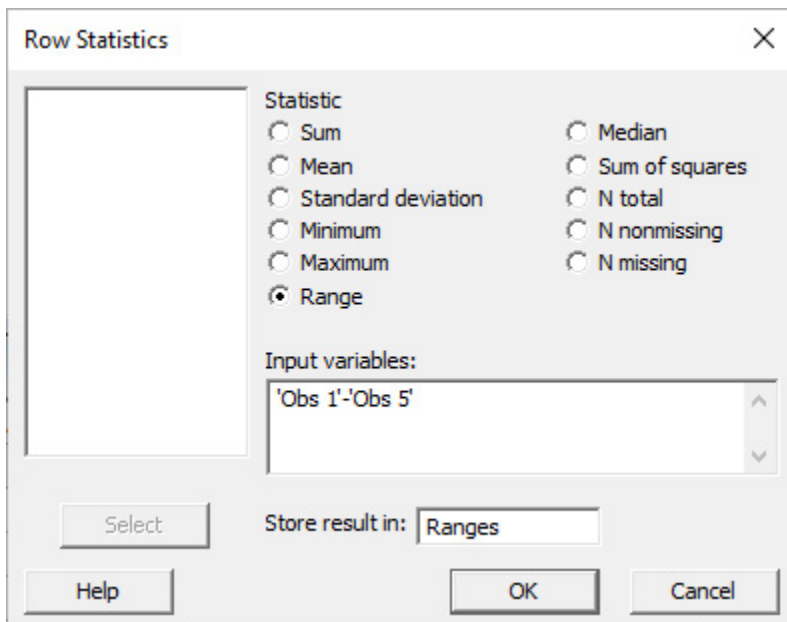 Row Statistics
Statistic
Sum
Median
Mean
Sum of squares
Standard deviation
N total
Minimum
N nonmissing
Maximum
N missing
Range
Input variables:
'Obs 1'-'Obs 5'
Select
Store result in: Ranges
Help
OK
Cancel